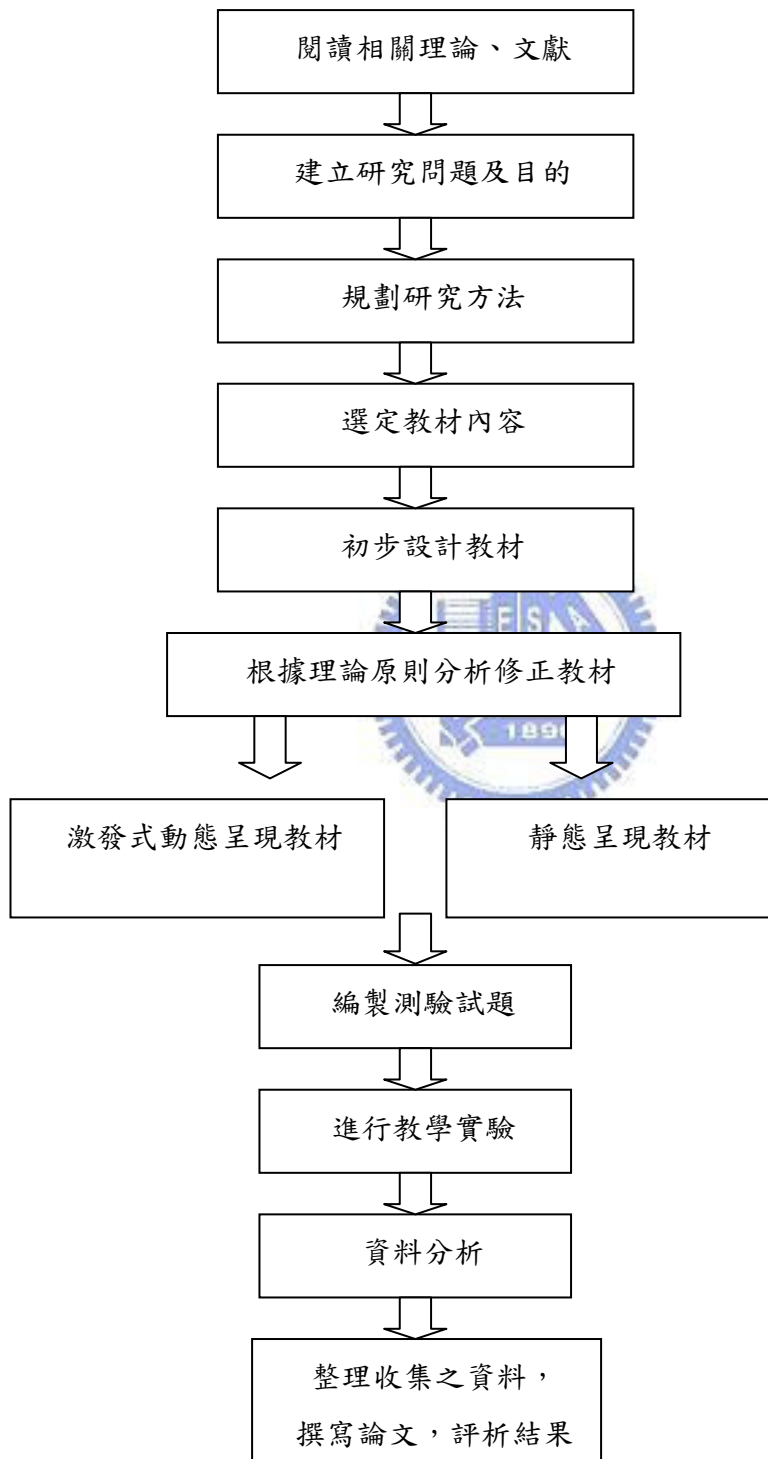 閱讀相關理論、文獻
建立研究問題及目的
規劃研究方法
選定教材內容
初步設計教材
E S A
根據理論原則分析修正教材
189
激發式動態呈現教材
靜態呈現教材
編製測驗試題
進行教學實驗
資料分析
整理收集之資料，
撰寫論文，評析結果